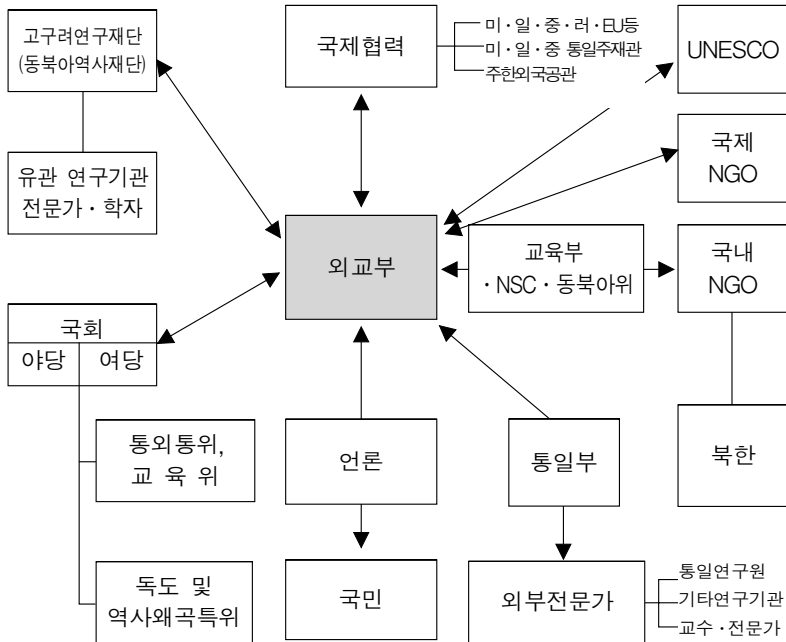 고구려연구재단
(동북아역사재단)
국제협력
미·일·중·러·EU등
미·일·중 통일주재관
주한외국공관
UNESCO
유관 연구기관
전문가·학자
국제
NGO
외교부
교육부
·NSC·동북아위
국내
NGO
국회
야당 여당
통외통위,
교 육 위
언론
통일부
북한
독도 및
역사왜곡특위
국민
외부전문가
통일연구원
기타연구기관
교수·전문가